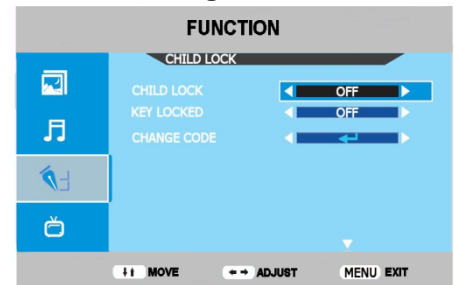 FUNCTION
CHILD LOCK
CHILD LOCK OFF
KEY LOCKED OFF
CHANGE CODE
MOVE ADJUST MENU EXIT